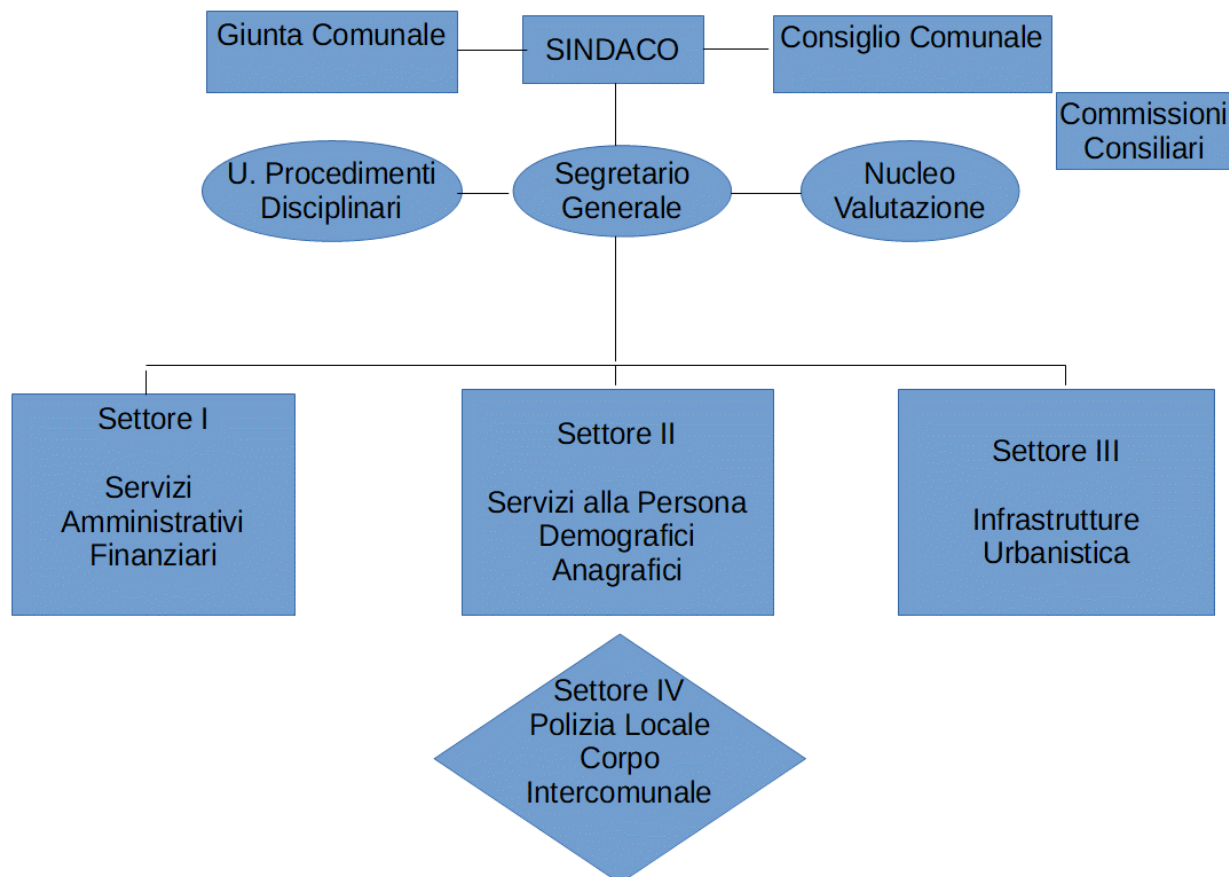 Giunta Comunale
SINDACO
Consiglio Comunale
Commissioni
Consiliari
U. Procedimenti
Disciplinari
Segretario
Generale
Nucleo
Valutazione
Settore I
Servizi
Amministrativi
Finanziari
Settore II
Servizi alla Persona
Demografici
Anagrafici
Settore III
Infrastrutture
Urbanistica
Settore IV
Polizia Locale
Corpo
Intercomunale